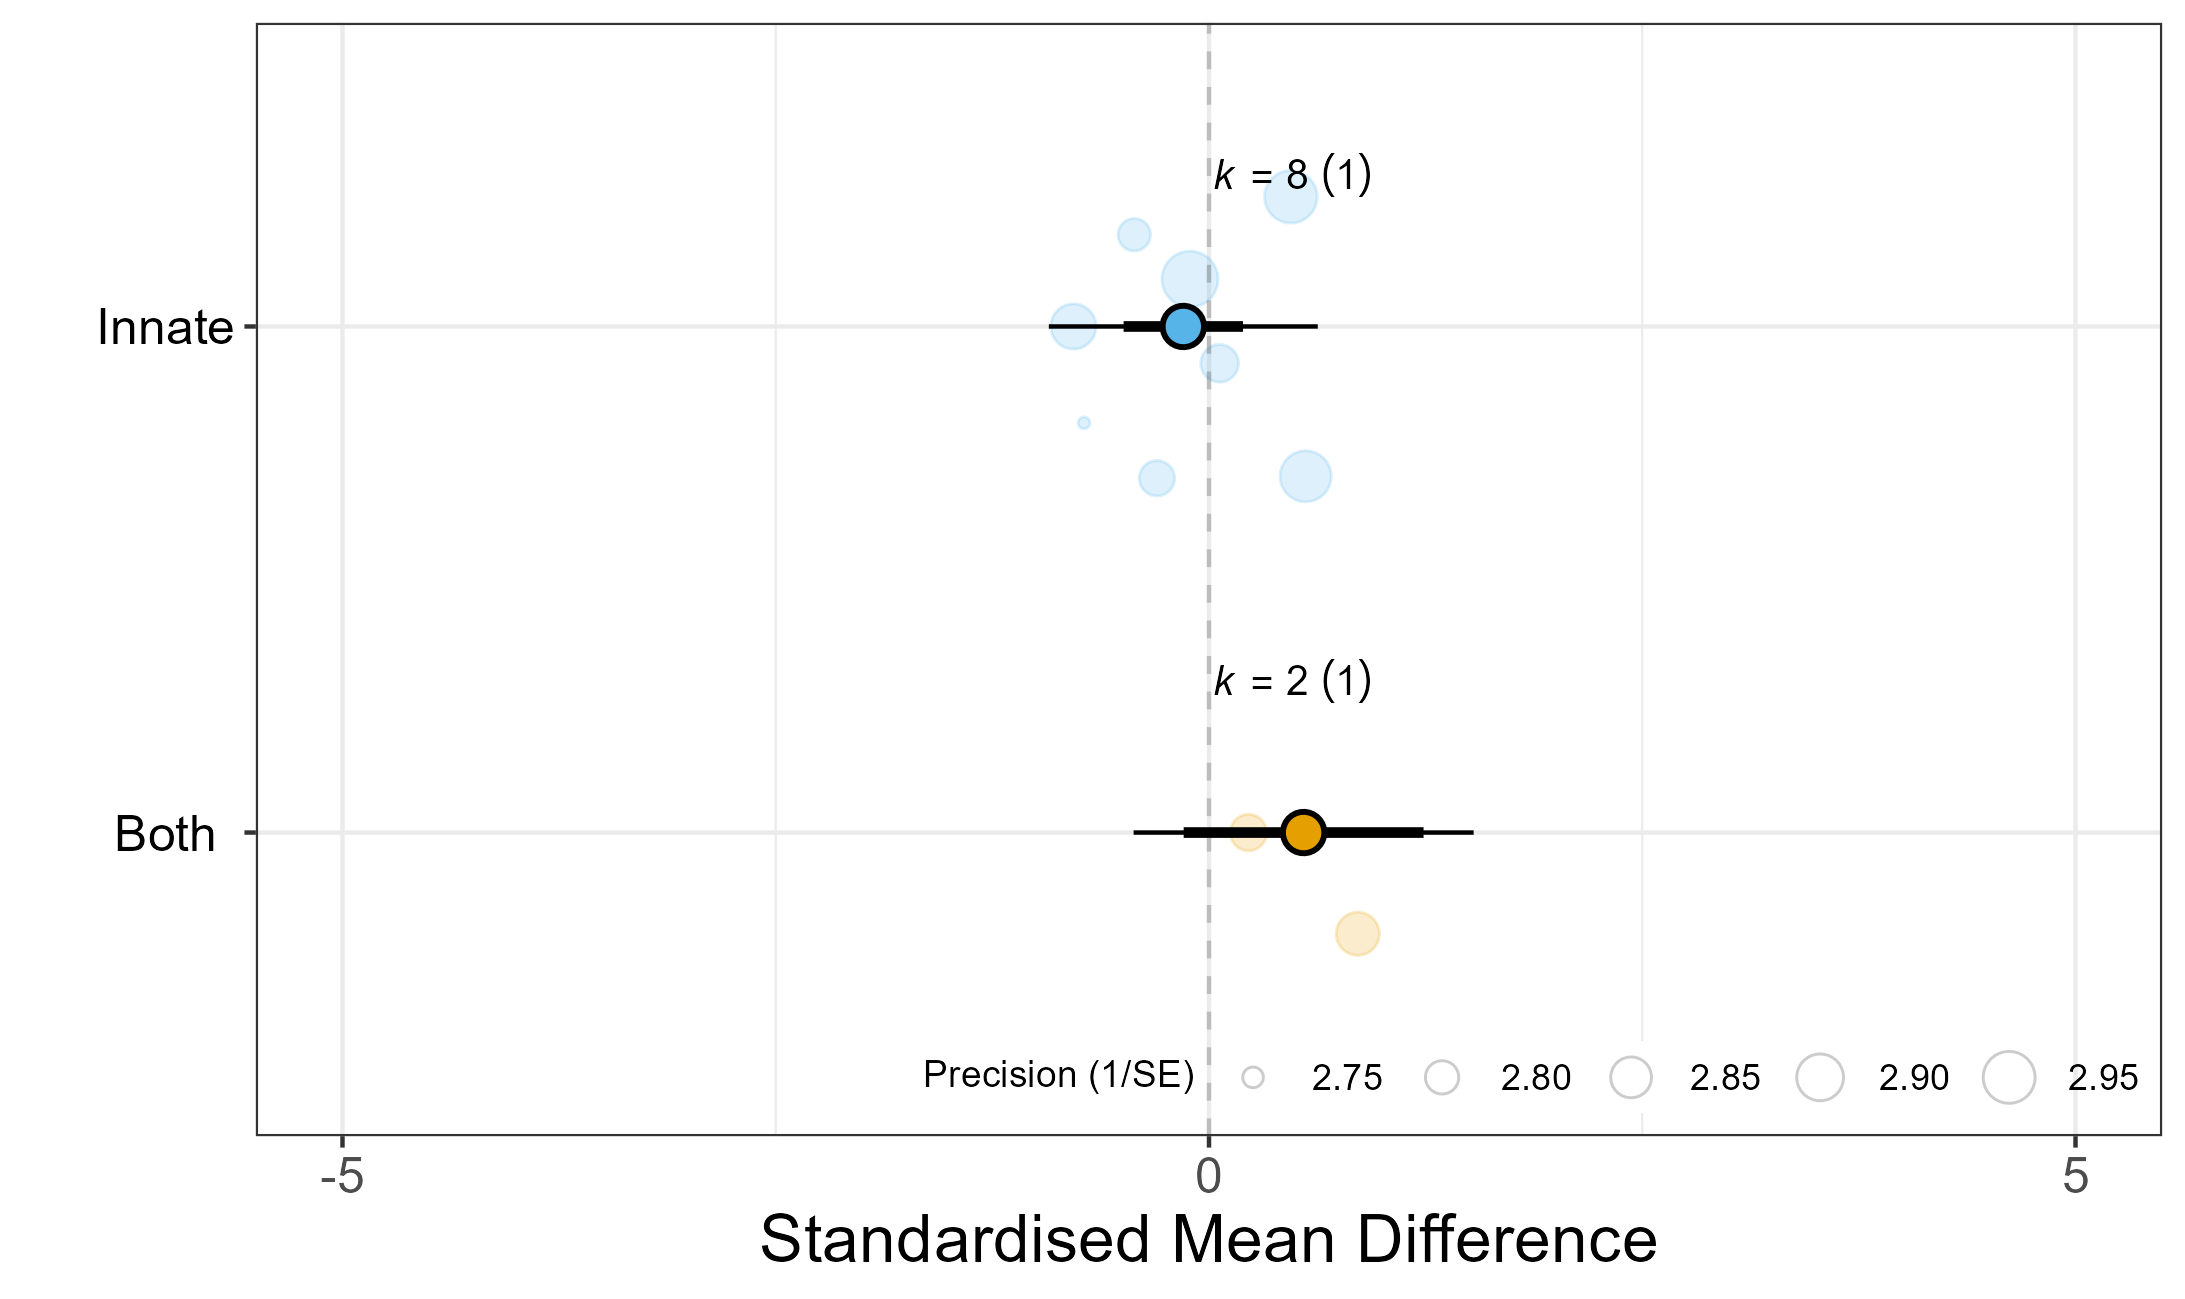 k = 8 (1)
Innate
k = 2 (1)
Both
Precision (1/SE) 2.75 2.80 2.85 2.90 2.95
-5 0 5
Standardised Mean Difference